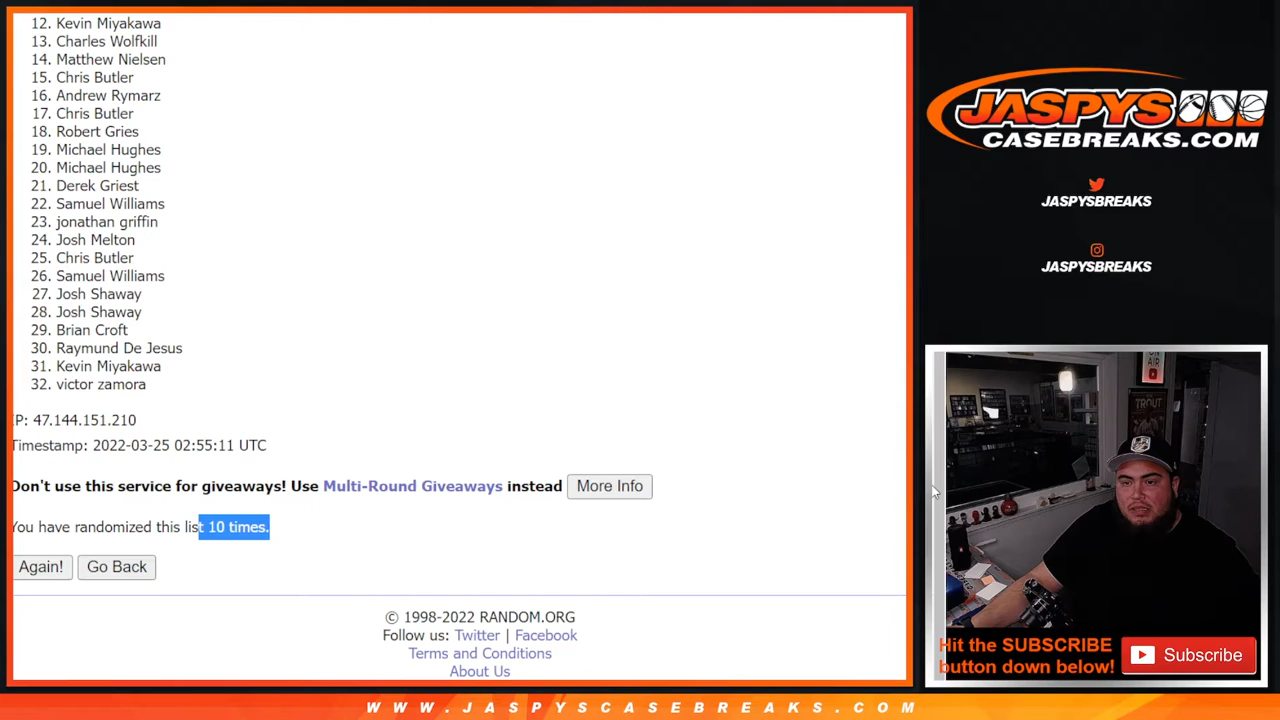 12. Kevin Miyakawa
13. Charles Wolfkill
14. Matthew Nielsen
15. Chris Butler
16. Andrew Rymarz
17. Chris Butler
18. Robert Gries
19. Michael Hughes
20. Michael Hughes
21. Derek Griest
22. Samuel Williams
23. jonathan griffin
24. Josh Melton
25. Chris Butler
26. Samuel Williams
27. Josh Shaway
28. Josh Shaway
29. Brian Croft
30. Raymund De Jesus
31. Kevin Miyakawa
32. victor zamora
IP: 47.144.151.210
Timestamp: 2022-03-25 02:55:11 UTC
Don't use this service for giveaways! Use Multi-Round Giveaways instead More Info
You have randomized this list 10 times.
Again! Go Back
© 1998-2022 RANDOM.ORG
Follow us: Twitter | Facebook
Terms and Conditions
About Us
JASPYS
CASEBREAKS.COM
JASPYSBREAKS
JASPYSBREAKS
ON
AIR
TROUT
Hit the SUBSCRIBE
button down below!
Subscribe
WWW.JASPYSCASEBREAKS.COM